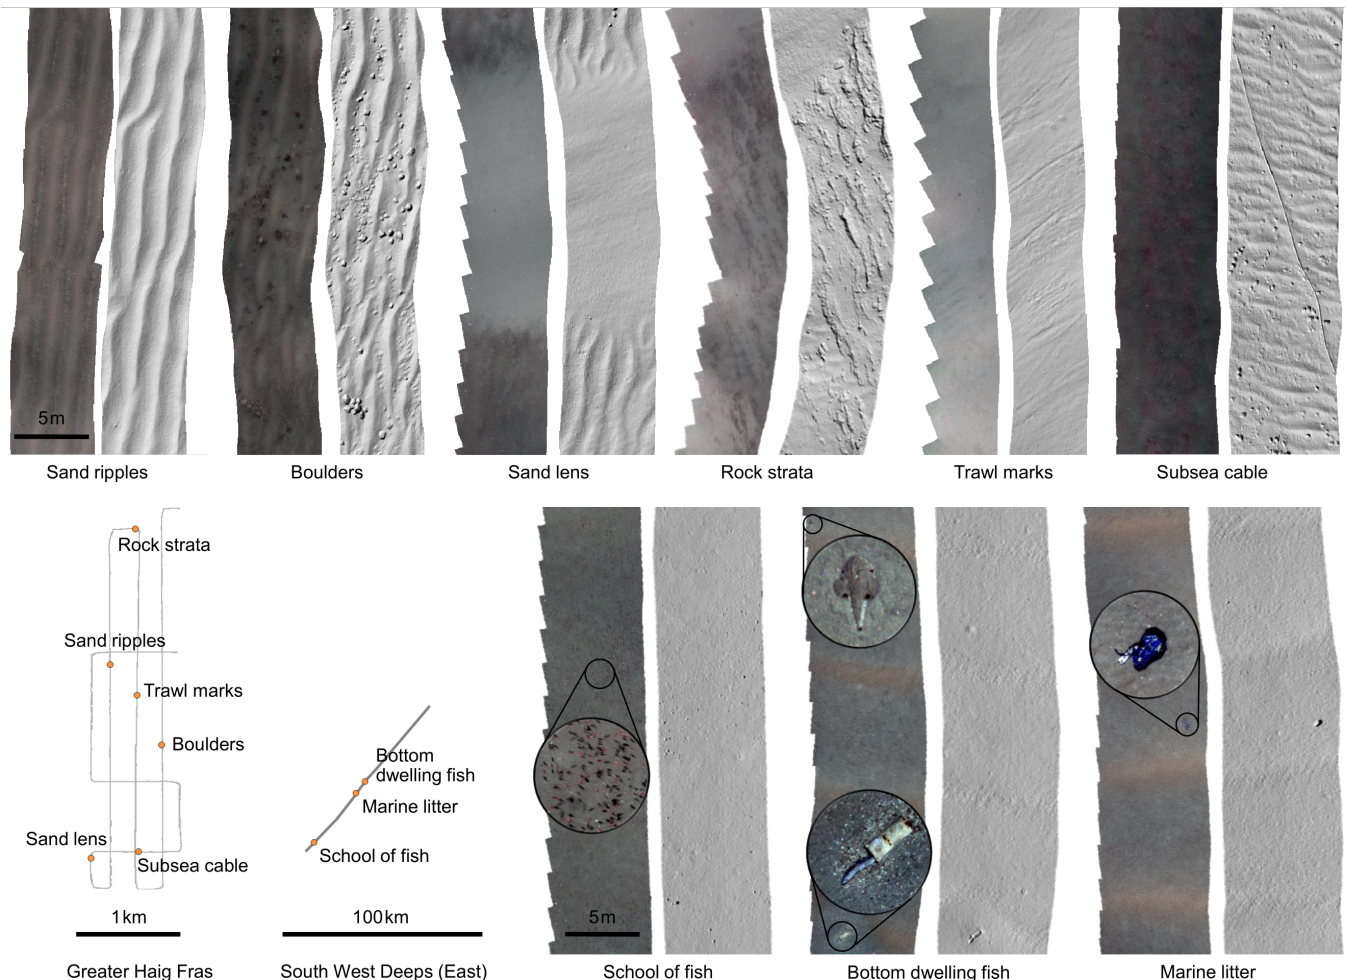 5m
Sand ripples
Boulders
Sand lens
Rock strata
Trawl marks
Subsea cable
Rock strata
Sand ripples
Trawl marks
Boulders
Sand lens
Subsea cable
1km
Greater Haig Fras
Bottom
dwelling fish
Marine litter
School of fish
100km
South West Deeps (East)
5m
School of fish
Bottom dwelling fish
Marine litter